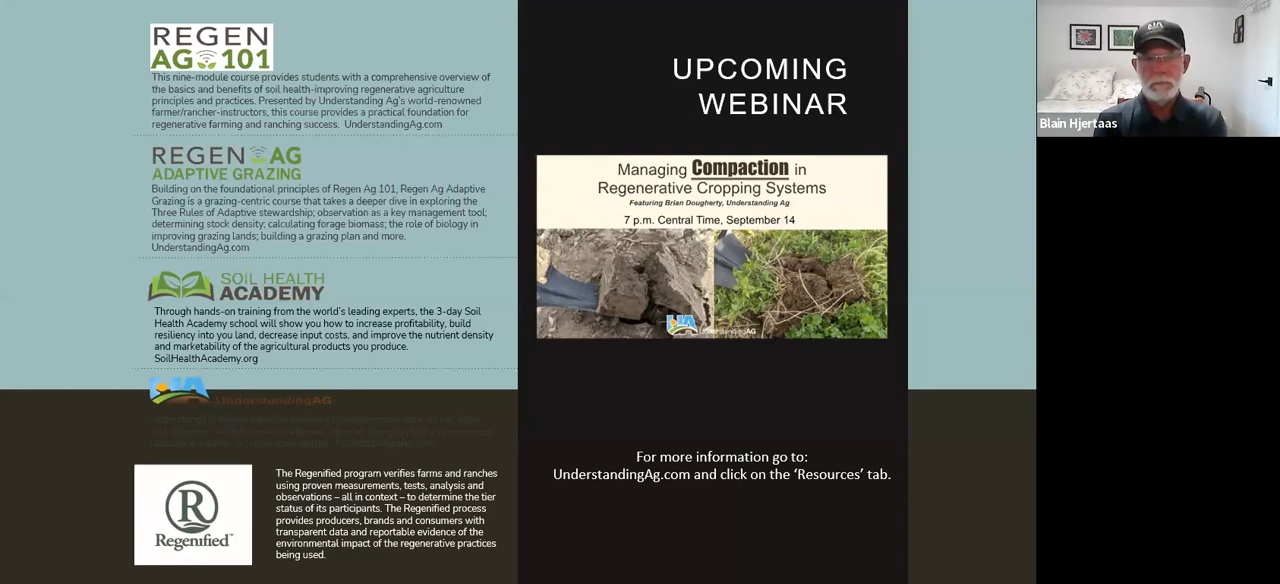 REGEN
AG 101
This nine-module course provides students with a comprehensive overview of
the basics and benefits of soil health-improving regenerative agriculture
principles and practices. Presented by Understanding Ag's world-renowned
farmer/rancher-instructors, this course provides a practical foundation for
regenerative farming and ranching success. UnderstandingAg.com
REGEN AG
ADAPTIVE GRAZING
Building on the foundational principles of Regen Ag 101, Regen Ag Adaptive
Grazing is a grazing-centric course that takes a deeper dive in exploring the
Three Rules of Adaptive stewardship; observation as a key management tool;
determining stock density; calculating forage biomass; the role of biology in
improving grazing lands; building a grazing plan and more.
UnderstandingAg.com
SOIL HEALTH
ACADEMY
Through hands-on training from the world's leading experts, the 3-day Soil
Health Academy school will show you how to increase profitability, build
resiliency into you land, decrease input costs, and improve the nutrient density
and marketability of the agricultural products you produce.
SoilHealthAcademy.org
UA UnderstandingAG
Regenified™
The Regenified program verifies farms and ranches
using proven measurements, tests, analysis and
observations – all in context – to determine the tier
status of its participants. The Regenified process
provides producers, brands and consumers with
transparent data and reportable evidence of the
environmental impact of the regenerative practices
being used.
UPCOMING
WEBINAR
Managing Compaction in
Regenerative Cropping Systems
Featuring Brian Dougherty, Understanding Ag
7 p.m. Central Time, September 14
UA UnderstandingAG
For more information go to:
UnderstandingAg.com and click on the 'Resources' tab.
UA
Blain Hjertaas